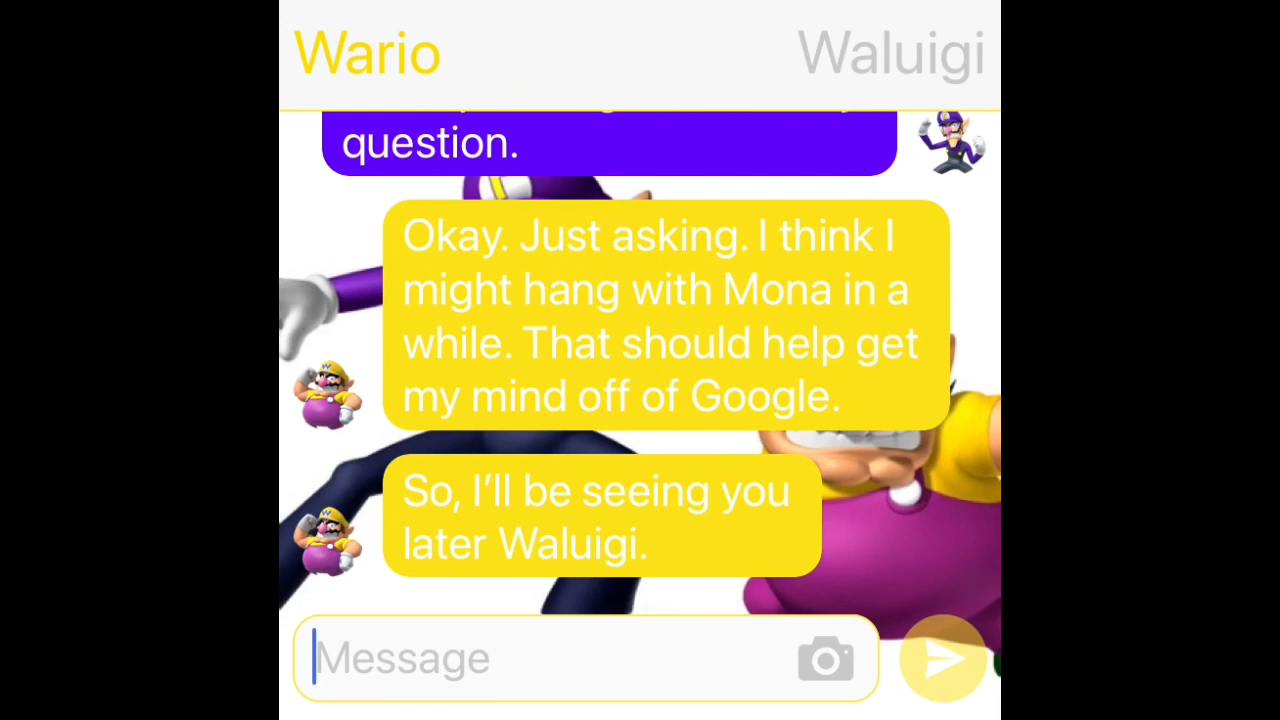 Wario
Waluigi
question.
Okay. Just asking. I think I
might hang with Mona in a
while. That should help get
my mind off of Google.
So, I'll be seeing you
later Waluigi.
Message